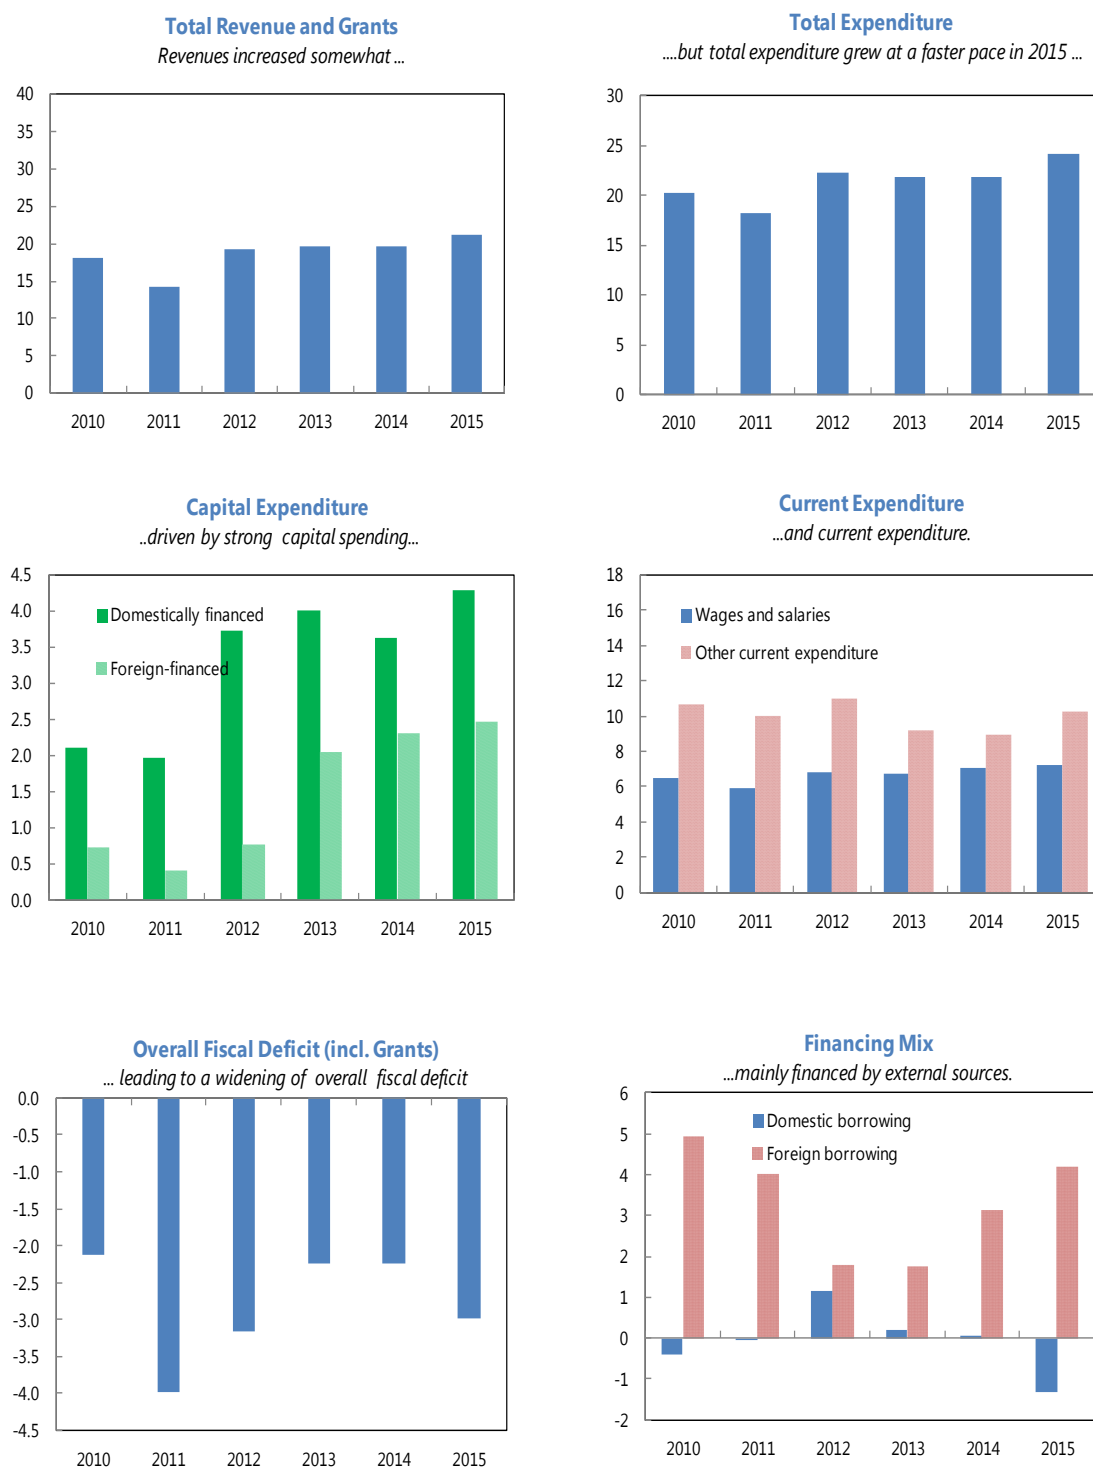 Total Revenue and Grants
Revenues increased somewhat ...
40
35
30
25
20
15
10
5
0
2010 2011 2012 2013 2014 2015
Total Expenditure
....but total expenditure grew at a faster pace in 2015 ...
30
25
20
15
10
5
0
2010 2011 2012 2013 2014 2015
Capital Expenditure
..driven by strong capital spending...
4.5
4.0
3.5
3.0
2.5
2.0
1.5
1.0
0.5
0.0
Domestically financed
Foreign-financed
2010 2011 2012 2013 2014 2015
Current Expenditure
...and current expenditure.
18
16
14
12
10
8
6
4
2
0
Wages and salaries
Other current expenditure
2010 2011 2012 2013 2014 2015
Overall Fiscal Deficit (incl. Grants)
... leading to a widening of overall fiscal deficit
0.0
-0.5
-1.0
-1.5
-2.0
-2.5
-3.0
-3.5
-4.0
-4.5
2010 2011 2012 2013 2014 2015
Financing Mix
...mainly financed by external sources.
6
5
4
3
2
1
0
-1
-2
Domestic borrowing
Foreign borrowing
2010 2011 2012 2013 2014 2015